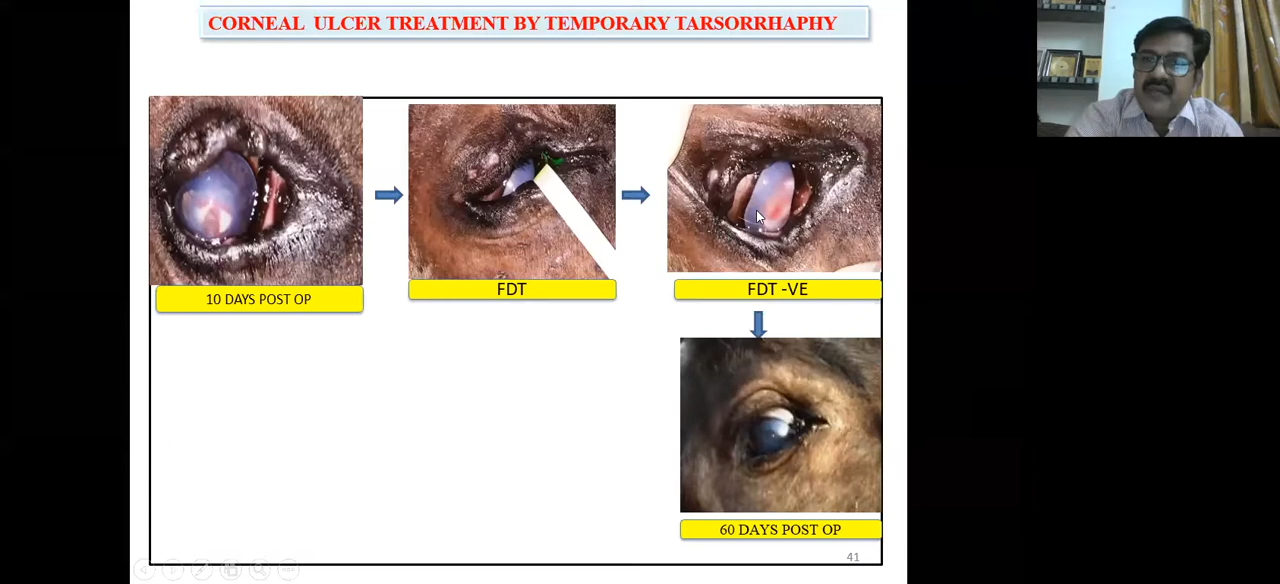 CORNEAL ULCER TREATMENT BY TEMPORARY TARSORRHAPHY
10 DAYS POST OP
FDT
FDT -VE
60 DAYS POST OP
41